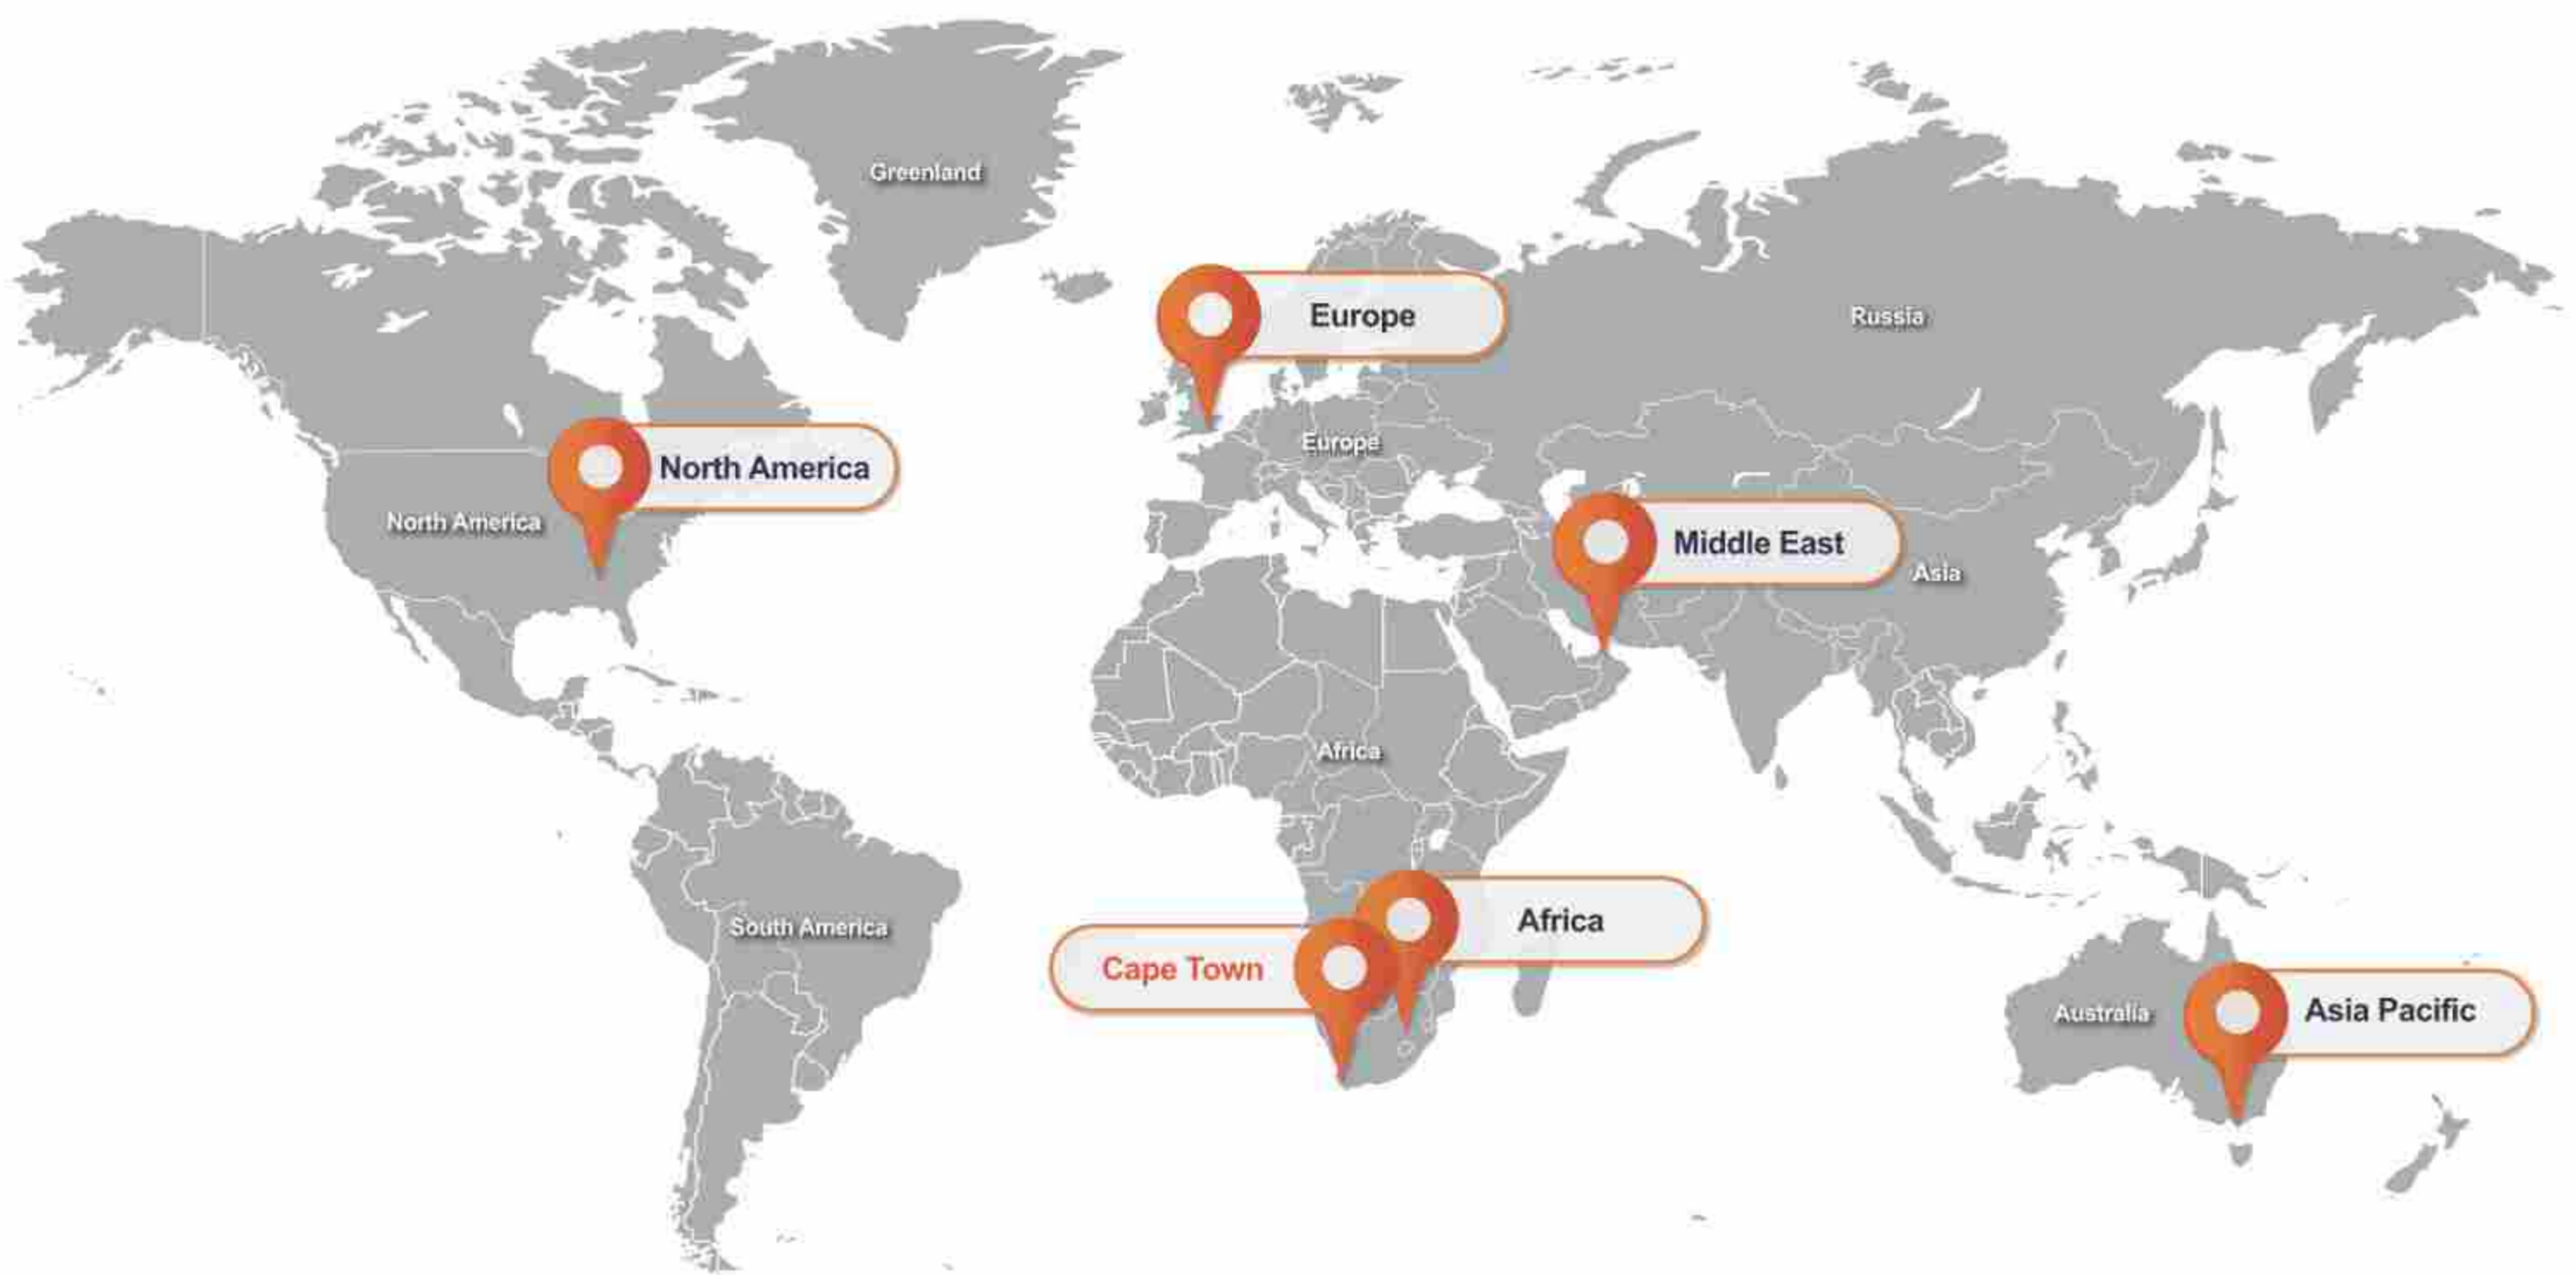 Greenland
Europe
Russia
Europe
North America
North America
Middle East
Asia
Africa
Africa
South America
Cape Town
Australia
Asia Pacific